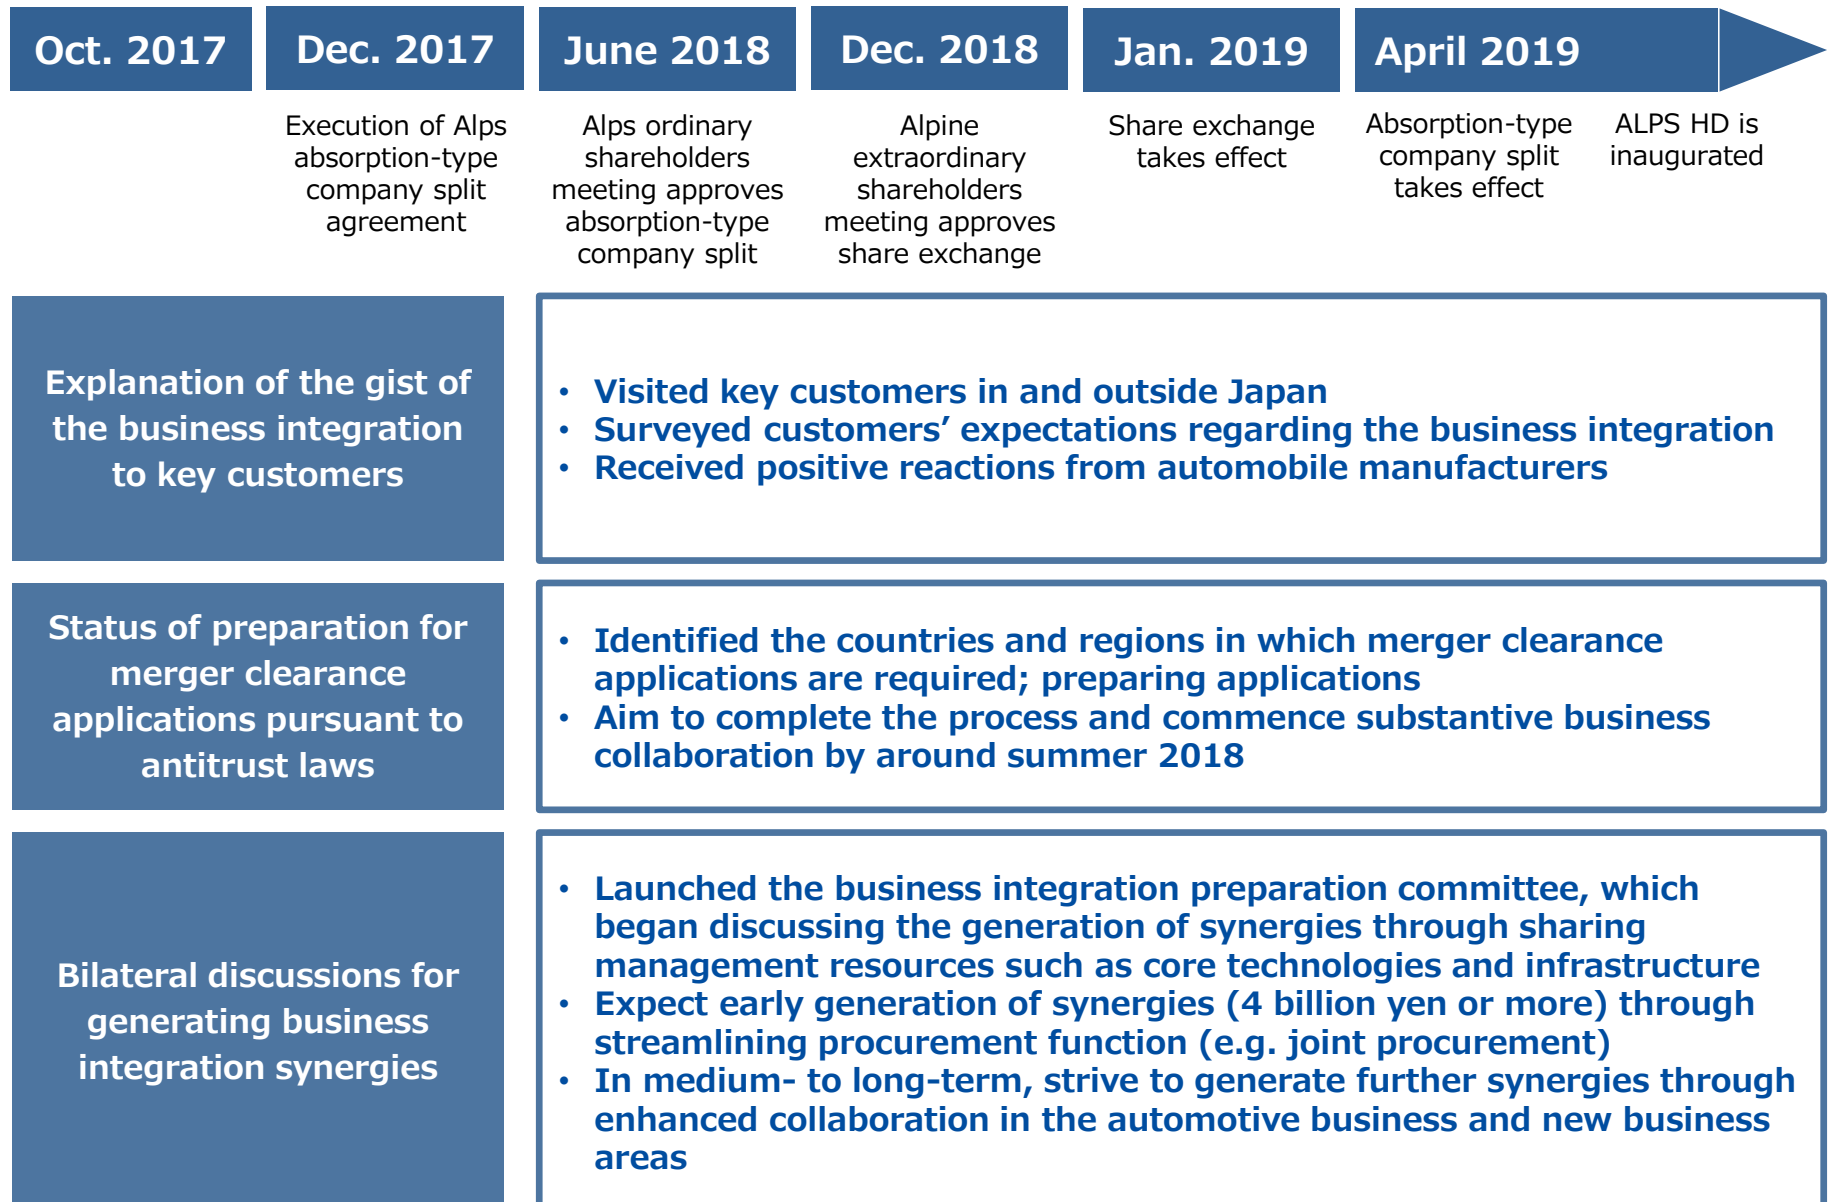 Oct. 2017
Dec. 2017
June 2018
Dec. 2018
Jan. 2019
April 2019
Execution of Alps
absorption-type
company split
agreement
Alps ordinary
shareholders
meeting approves
absorption-type
company split
Alpine
extraordinary
shareholders
meeting approves
share exchange
Share exchange
takes effect
Absorption-type
company split
takes effect
ALPS HD is
inaugurated
Explanation of the gist of
the business integration
to key customers
• Visited key customers in and outside Japan
• Surveyed customers’ expectations regarding the business integration
• Received positive reactions from automobile manufacturers
Status of preparation for
merger clearance
applications pursuant to
antitrust laws
• Identified the countries and regions in which merger clearance
applications are required; preparing applications
• Aim to complete the process and commence substantive business
collaboration by around summer 2018
Bilateral discussions for
generating business
integration synergies
• Launched the business integration preparation committee, which
began discussing the generation of synergies through sharing
management resources such as core technologies and infrastructure
• Expect early generation of synergies (4 billion yen or more) through
streamlining procurement function (e.g. joint procurement)
• In medium- to long-term, strive to generate further synergies through
enhanced collaboration in the automotive business and new business
areas